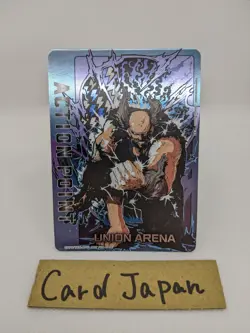 ACTION POINT
UNION ARENA
Card Japan